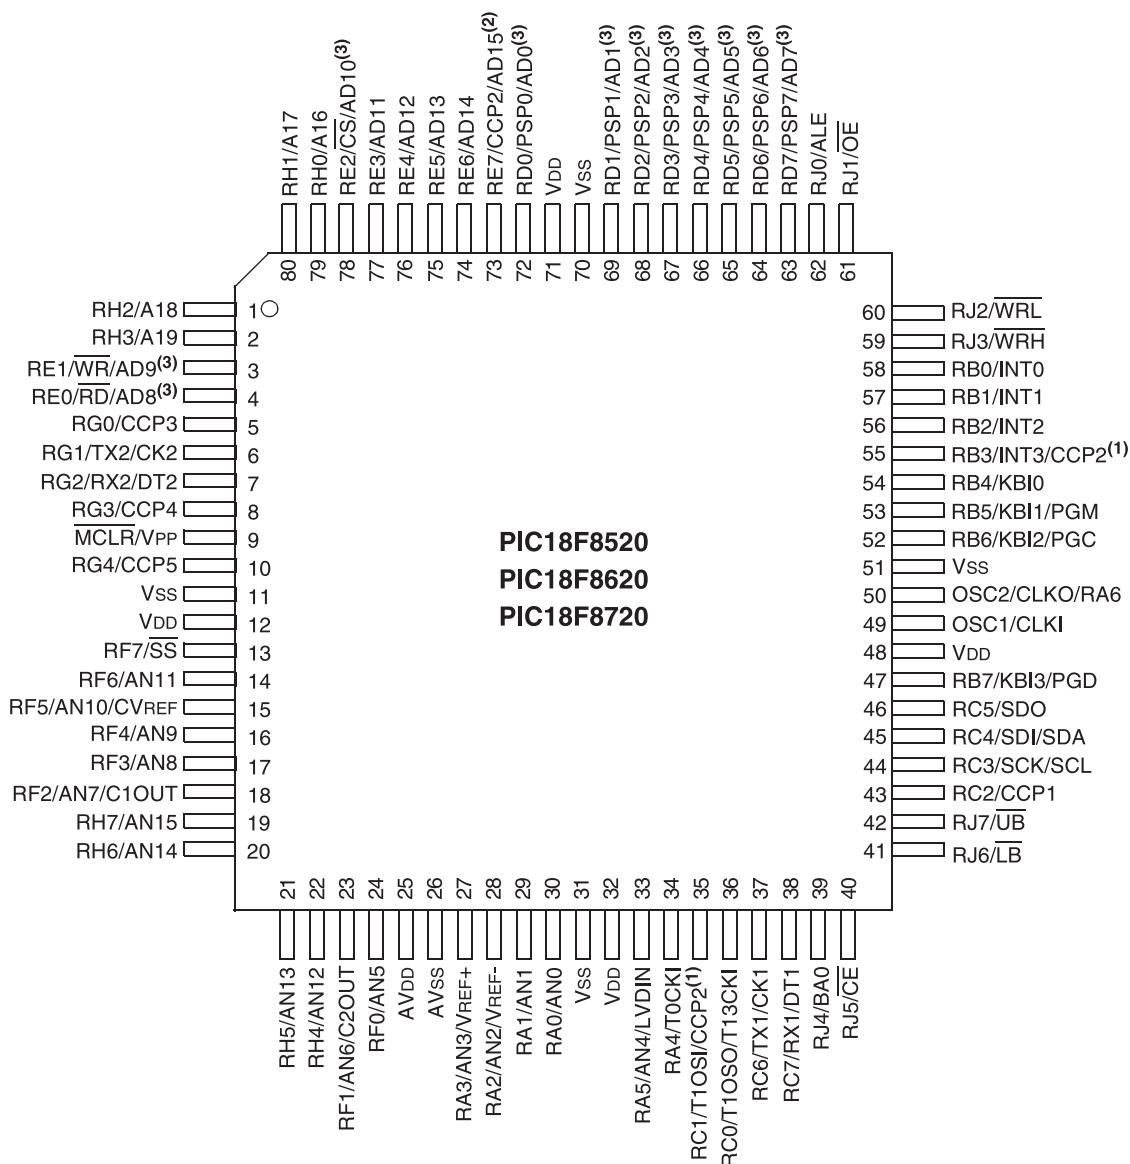 RH1/A17
RH0/A16
RE2/CS/AD10(3)
RE3/AD11
RE4/AD12
RE5/AD13
RE6/AD14
RE7/CCP2/AD15(2)
RD0/PSP0/AD0(3)
VDD
VSS
RD1/PSP1/AD1(3)
RD2/PSP2/AD2(3)
RD3/PSP3/AD3(3)
RD4/PSP4/AD4(3)
RD5/PSP5/AD5(3)
RD6/PSP6/AD6(3)
RD7/PSP7/AD7(3)
RJ0/ALE
RJ1/OE
80
79
78
77
76
75
74
73
72
71
70
69
68
67
66
65
64
63
62
61
RH2/A18 1
RH3/A19 2
RE1/WR/AD9(3) 3
RE0/RD/AD8(3) 4
RG0/CCP3 5
RG1/TX2/CK2 6
RG2/RX2/DT2 7
RG3/CCP4 8
MCLR/VPP 9
RG4/CCP5 10
VSS 11
VDD 12
RF7/SS 13
RF6/AN11 14
RF5/AN10/CVREF 15
RF4/AN9 16
RF3/AN8 17
RF2/AN7/C1OUT 18
RH7/AN15 19
RH6/AN14 20
PIC18F8520
PIC18F8620
PIC18F8720
60 RJ2/WRL
59 RJ3/WRH
58 RB0/INT0
57 RB1/INT1
56 RB2/INT2
55 RB3/INT3/CCP2(1)
54 RB4/KBI0
53 RB5/KBI1/PGM
52 RB6/KBI2/PGC
51 VSS
50 OSC2/CLKO/RA6
49 OSC1/CLKI
48 VDD
47 RB7/KBI3/PGD
46 RC5/SDO
45 RC4/SDI/SDA
44 RC3/SCK/SCL
43 RC2/CCP1
42 RJ7/UB
41 RJ6/LB
21
22
23
24
25
26
27
28
29
30
31
32
33
34
35
36
37
38
39
40
RH5/AN13
RH4/AN12
RF1/AN6/C2OUT
RF0/AN5
AVDD
AVSS
RA3/AN3/VREF+
RA2/AN2/VREF-
RA1/AN1
RA0/AN0
VSS
VDD
RA5/AN4/LVDIN
RA4/T0CKI
RC1/T1OSI/CCP2(1)
RC0/T1OSO/T13CKI
RC6/TX1/CK1
RC7/RX1/DT1
RJ4/BA0
RJ5/CE